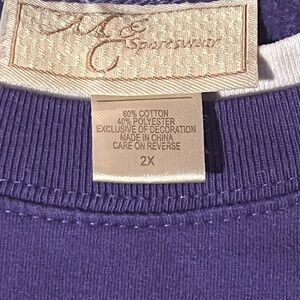 Sportswear
60% COTTON
40% POLYESTER
EXCLUSIVE OF DECORATION
MADE IN CHINA
CARE ON REVERSE
2X